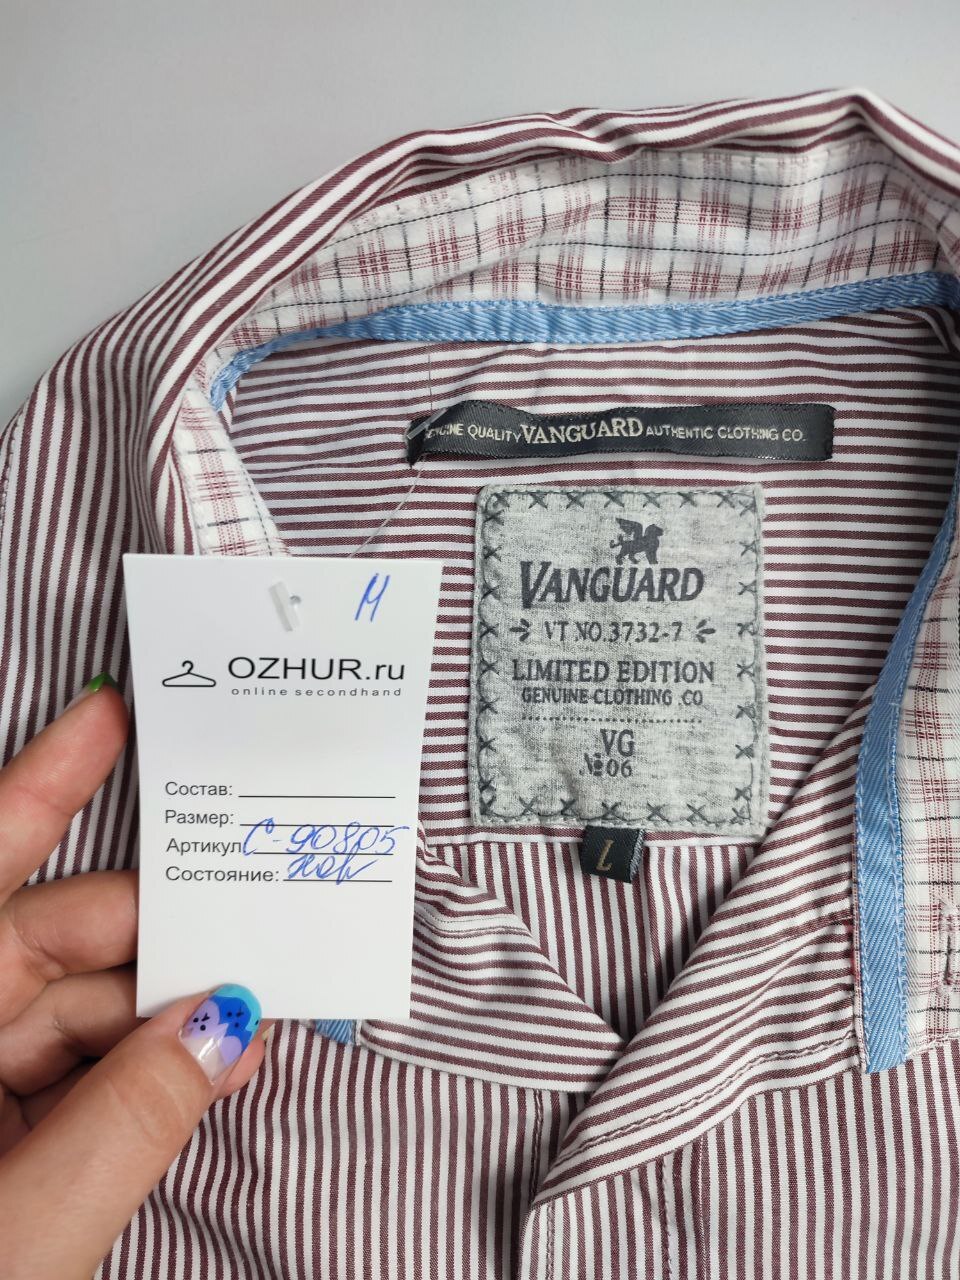 GENUINE QUALITY VANGUARD AUTHENTIC CLOTHING CO.
VANGUARD
VT NO.3732-7
LIMITED EDITION
GENUINE CLOTHING .CO
VG
№06
L
М
OZHUR.ru
online secondhand
Состав:
Размер:
Артикул: С-90805
Состояние: